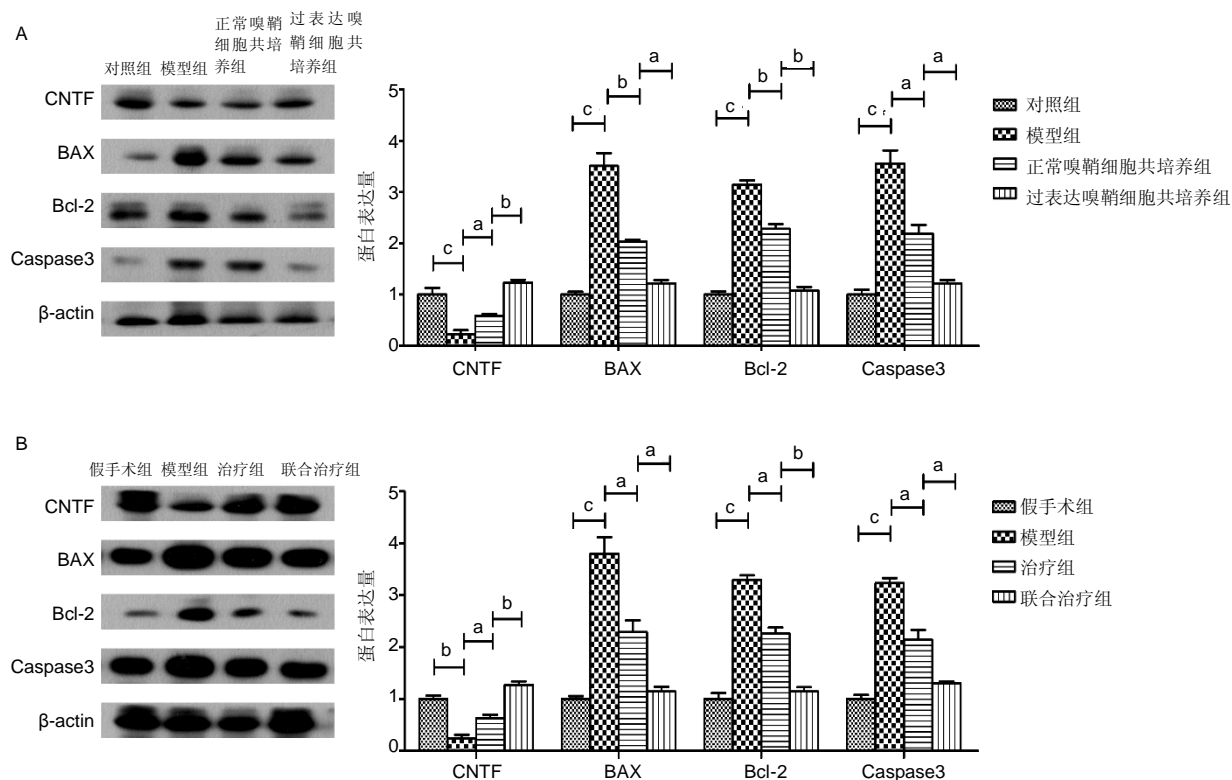 A
正常嗅鞘
细胞共培
养组
过表达嗅
鞘细胞共
培养组
对照组 模型组
CNTF
BAX
Bcl-2
Caspase3
β-actin
蛋白表达量
5
4
3
2
1
0
c
a
b
c
b
a
c
b
b
c
a
a
CNTF BAX Bcl-2 Caspase3
对照组
模型组
正常嗅鞘细胞共培养组
过表达嗅鞘细胞共培养组
B
假手术组 模型组 治疗组 联合治疗组
CNTF
BAX
Bcl-2
Caspase3
β-actin
蛋白表达量
5
4
3
2
1
0
b
a
b
c
a
a
c
a
b
c
a
a
CNTF BAX Bcl-2 Caspase3
假手术组
模型组
治疗组
联合治疗组